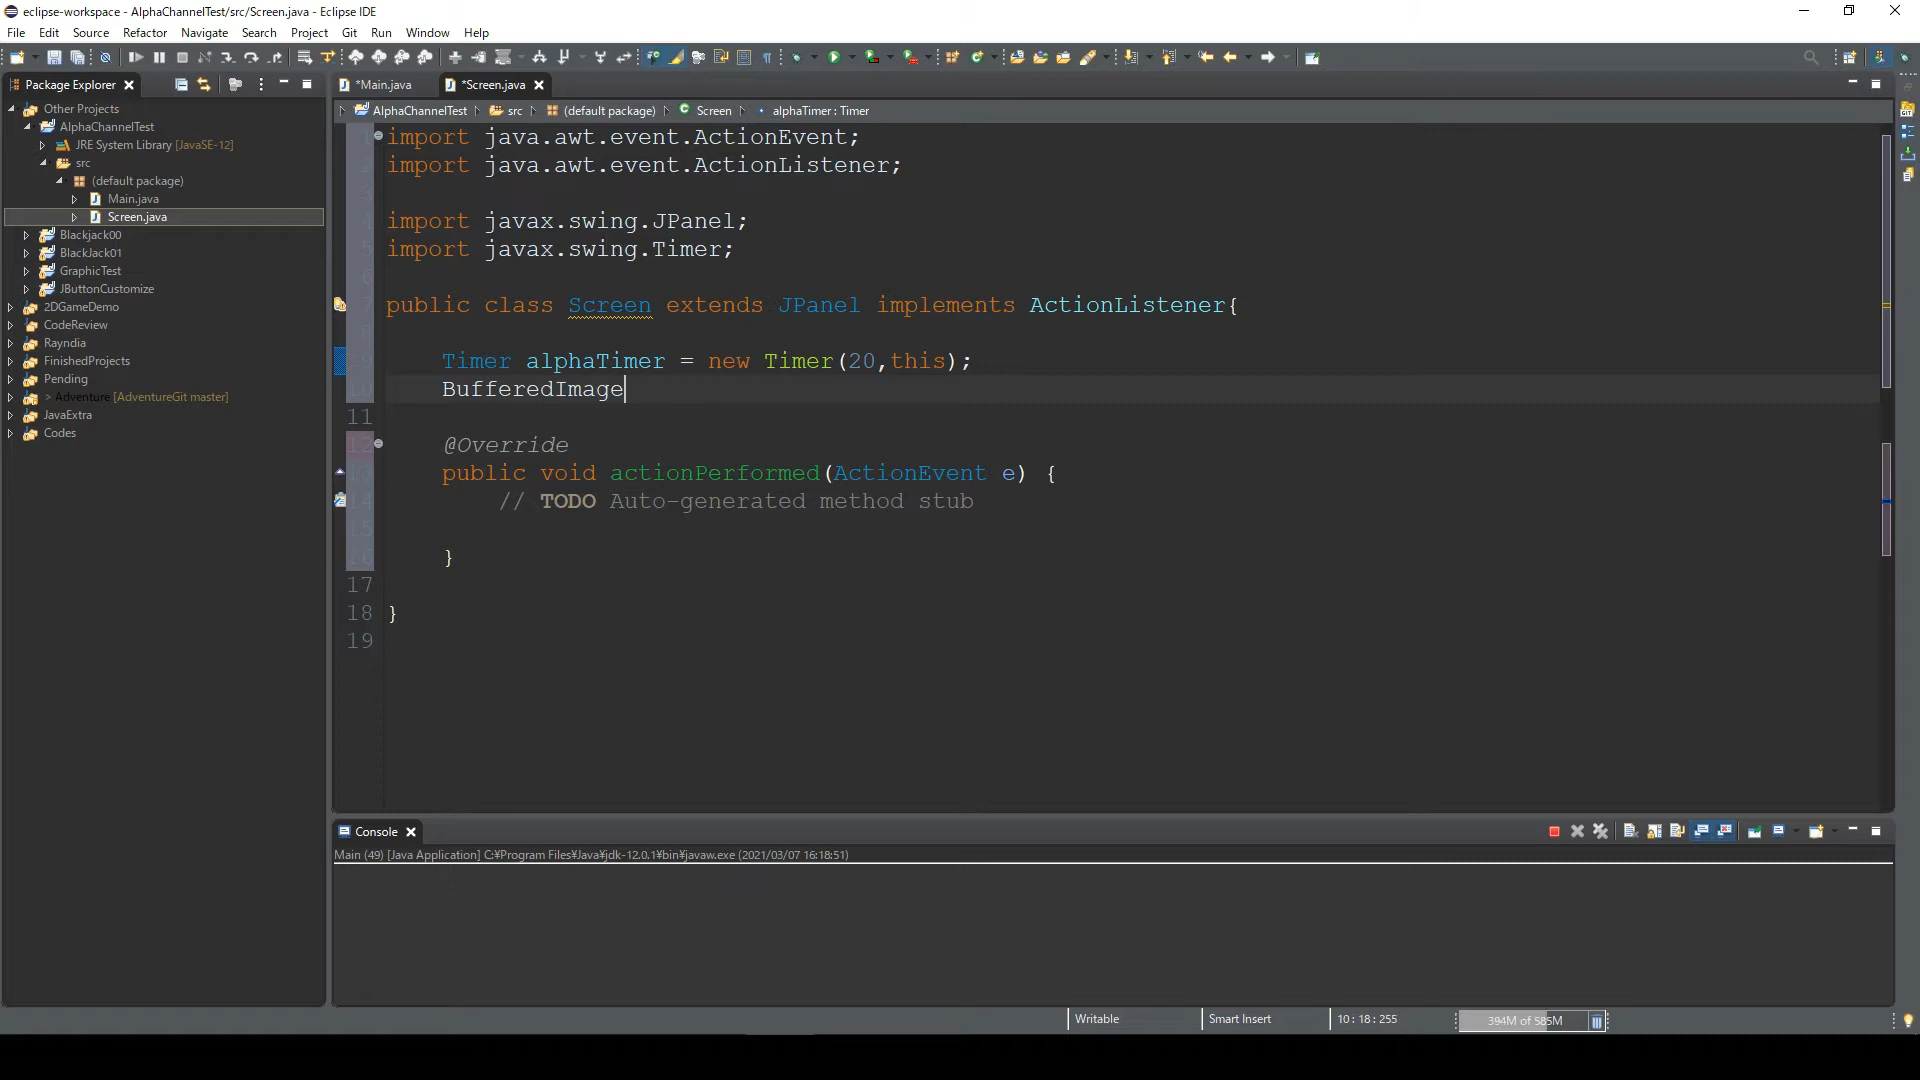 eclipse-workspace - AlphaChannelTest/src/Screen.java - Eclipse IDE
File Edit Source Refactor Navigate Search Project Git Run Window Help
Package Explorer
*Main.java
*Screen.java
AlphaChannelTest src (default package) Screen alphaTimer : Timer
Other Projects
AlphaChannelTest
JRE System Library [JavaSE-12]
src
(default package)
Main.java
Screen.java
Blackjack00
BlackJack01
GraphicTest
JButtonCustomize
2DGameDemo
CodeReview
Rayndia
FinishedProjects
Pending
> Adventure [AdventureGit master]
JavaExtra
Codes
import java.awt.event.ActionEvent;
import java.awt.event.ActionListener;
import javax.swing.JPanel;
import javax.swing.Timer;
public class Screen extends JPanel implements ActionListener{
Timer alphaTimer = new Timer(20,this);
10 BufferedImage
11
12 @Override
13 public void actionPerformed(ActionEvent e) {
14 // TODO Auto-generated method stub
15
16 }
17
18 }
19
Console
Main (49) [Java Application] C:¥Program Files¥Java¥jdk-12.0.1¥bin¥javaw.exe (2021/03/07 16:18:51)
Writable
Smart Insert
10 : 18 : 255
394M of 585M